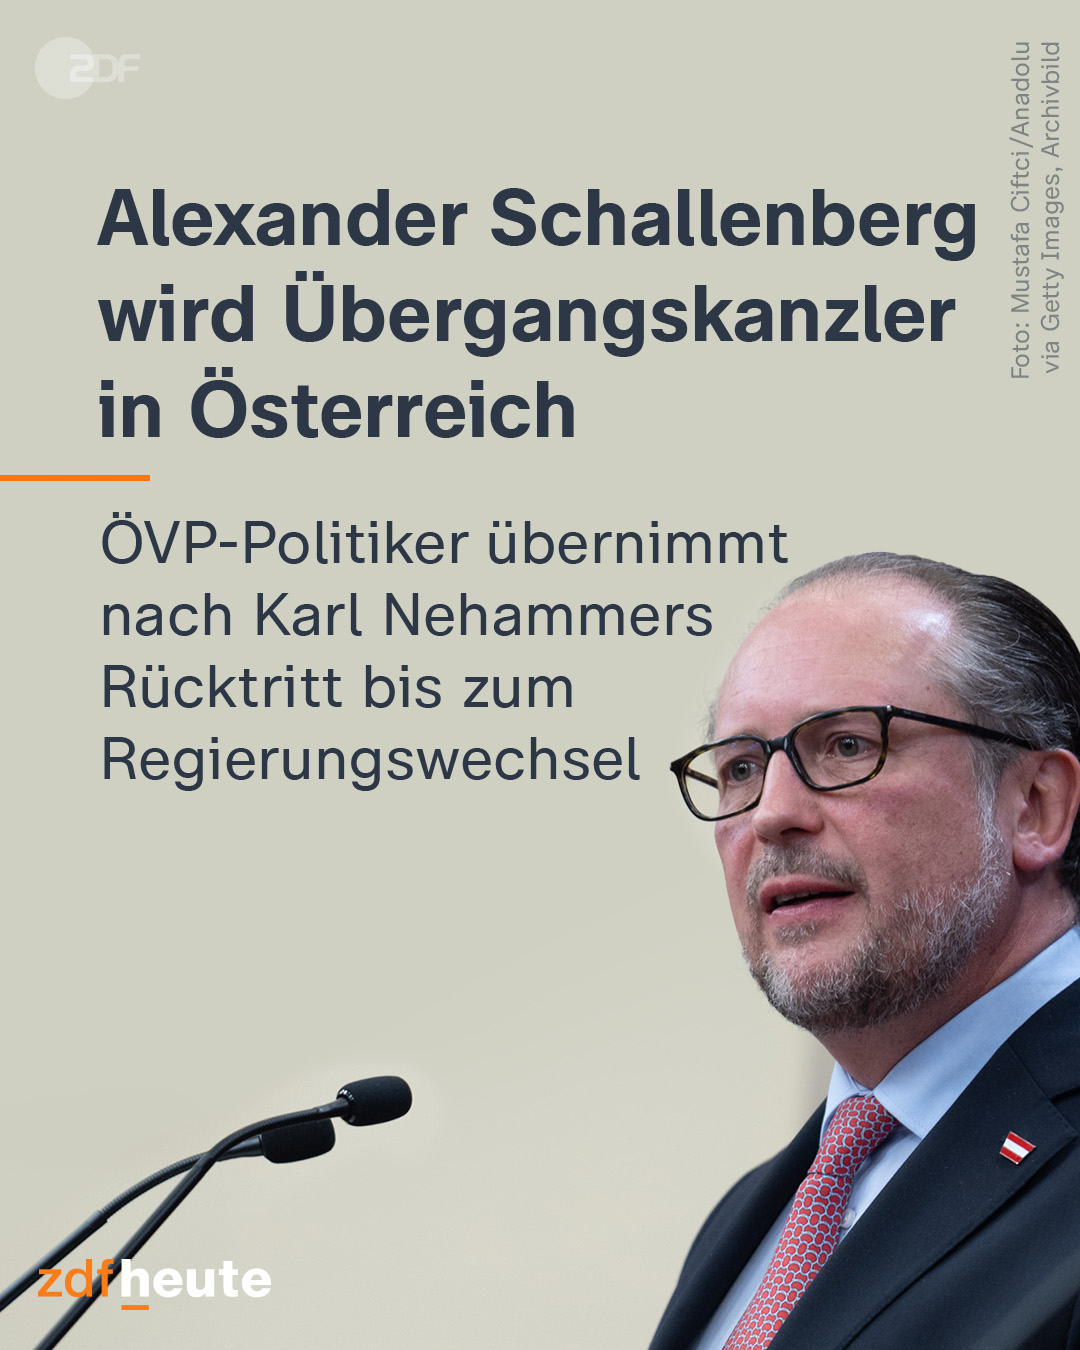 ZDF
Foto: Mustafa Ciftci/Anadolu
via Getty Images, Archivbild
Alexander Schallenberg
wird Übergangskanzler
in Österreich
ÖVP-Politiker übernimmt
nach Karl Nehammers
Rücktritt bis zum
Regierungswechsel
zdfheute